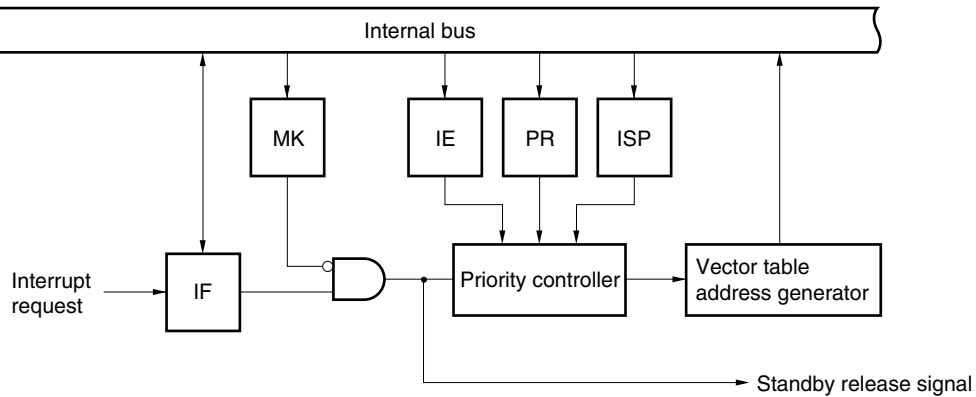 Internal bus
MK
IE
PR
ISP
Interrupt
request
IF
Priority controller
Vector table
address generator
Standby release signal